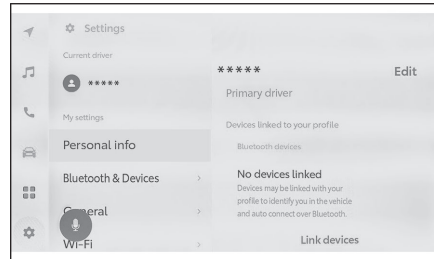 Settings
Current driver
*****
My settings
Personal info
Bluetooth & Devices
General
Wi-Fi
*****
Edit
Primary driver
Devices linked to your profile
Bluetooth devices
No devices linked
Devices may be linked with your
profile to identify you in the vehicle
and auto connect over Bluetooth.
Link devices